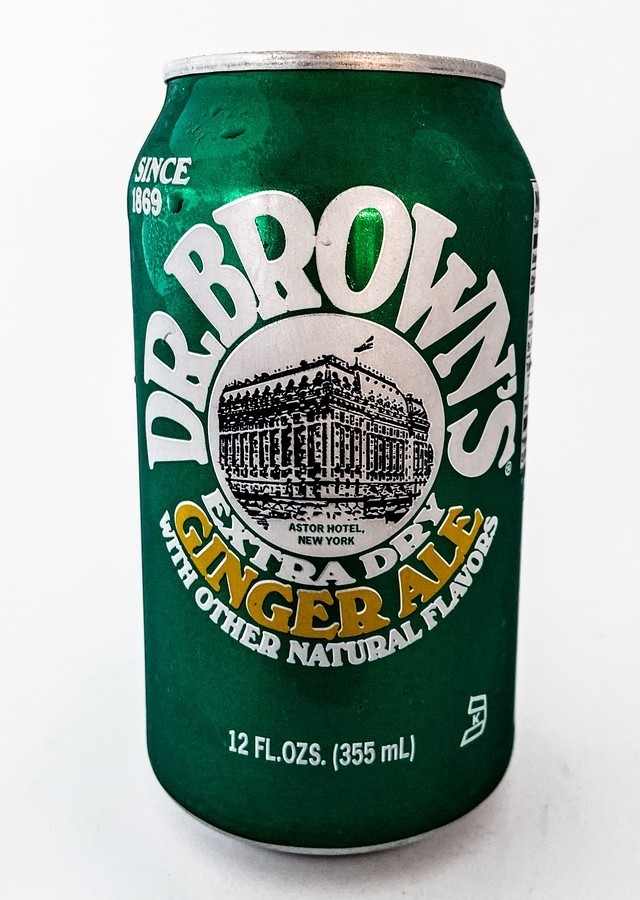 SINCE
1869
DR. BROWN'S®
ASTOR HOTEL,
NEW YORK
EXTRA DRY
GINGER ALE
WITH OTHER NATURAL FLAVORS
K
12 FL.OZS. (355 mL)